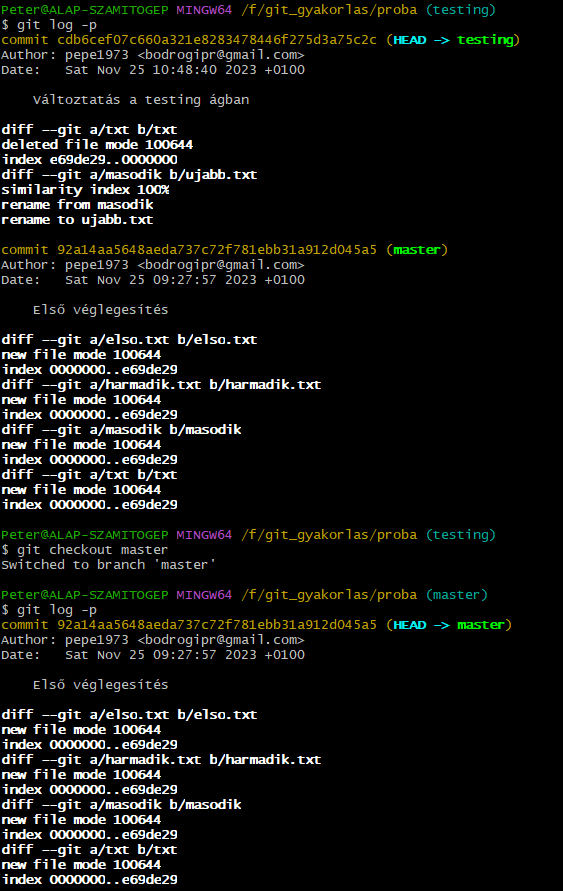 Peter@ALAP-SZAMITOGEP MINGW64 /f/git_gyakorlas/proba (testing)
$ git log -p
commit cdb6cef07c660a321e8283478446f275d3a75c2c (HEAD -> testing)
Author: pepe1973 <bodrogipr@gmail.com>
Date:   Sat Nov 25 10:48:40 2023 +0100

    Változtatás a testing ágban

diff --git a/txt b/txt
deleted file mode 100644
index e69de29..0000000
diff --git a/masodik b/ujabb.txt
similarity index 100%
rename from masodik
rename to ujabb.txt

commit 92a14aa5648aeda737c72f781ebb31a912d045a5 (master)
Author: pepe1973 <bodrogipr@gmail.com>
Date:   Sat Nov 25 09:27:57 2023 +0100

    Első véglegesítés

diff --git a/elso.txt b/elso.txt
new file mode 100644
index 0000000..e69de29
diff --git a/harmadik.txt b/harmadik.txt
new file mode 100644
index 0000000..e69de29
diff --git a/masodik b/masodik
new file mode 100644
index 0000000..e69de29
diff --git a/txt b/txt
new file mode 100644
index 0000000..e69de29

Peter@ALAP-SZAMITOGEP MINGW64 /f/git_gyakorlas/proba (testing)
$ git checkout master
Switched to branch 'master'

Peter@ALAP-SZAMITOGEP MINGW64 /f/git_gyakorlas/proba (master)
$ git log -p
commit 92a14aa5648aeda737c72f781ebb31a912d045a5 (HEAD -> master)
Author: pepe1973 <bodrogipr@gmail.com>
Date:   Sat Nov 25 09:27:57 2023 +0100

    Első véglegesítés

diff --git a/elso.txt b/elso.txt
new file mode 100644
index 0000000..e69de29
diff --git a/harmadik.txt b/harmadik.txt
new file mode 100644
index 0000000..e69de29
diff --git a/masodik b/masodik
new file mode 100644
index 0000000..e69de29
diff --git a/txt b/txt
new file mode 100644
index 0000000..e69de29